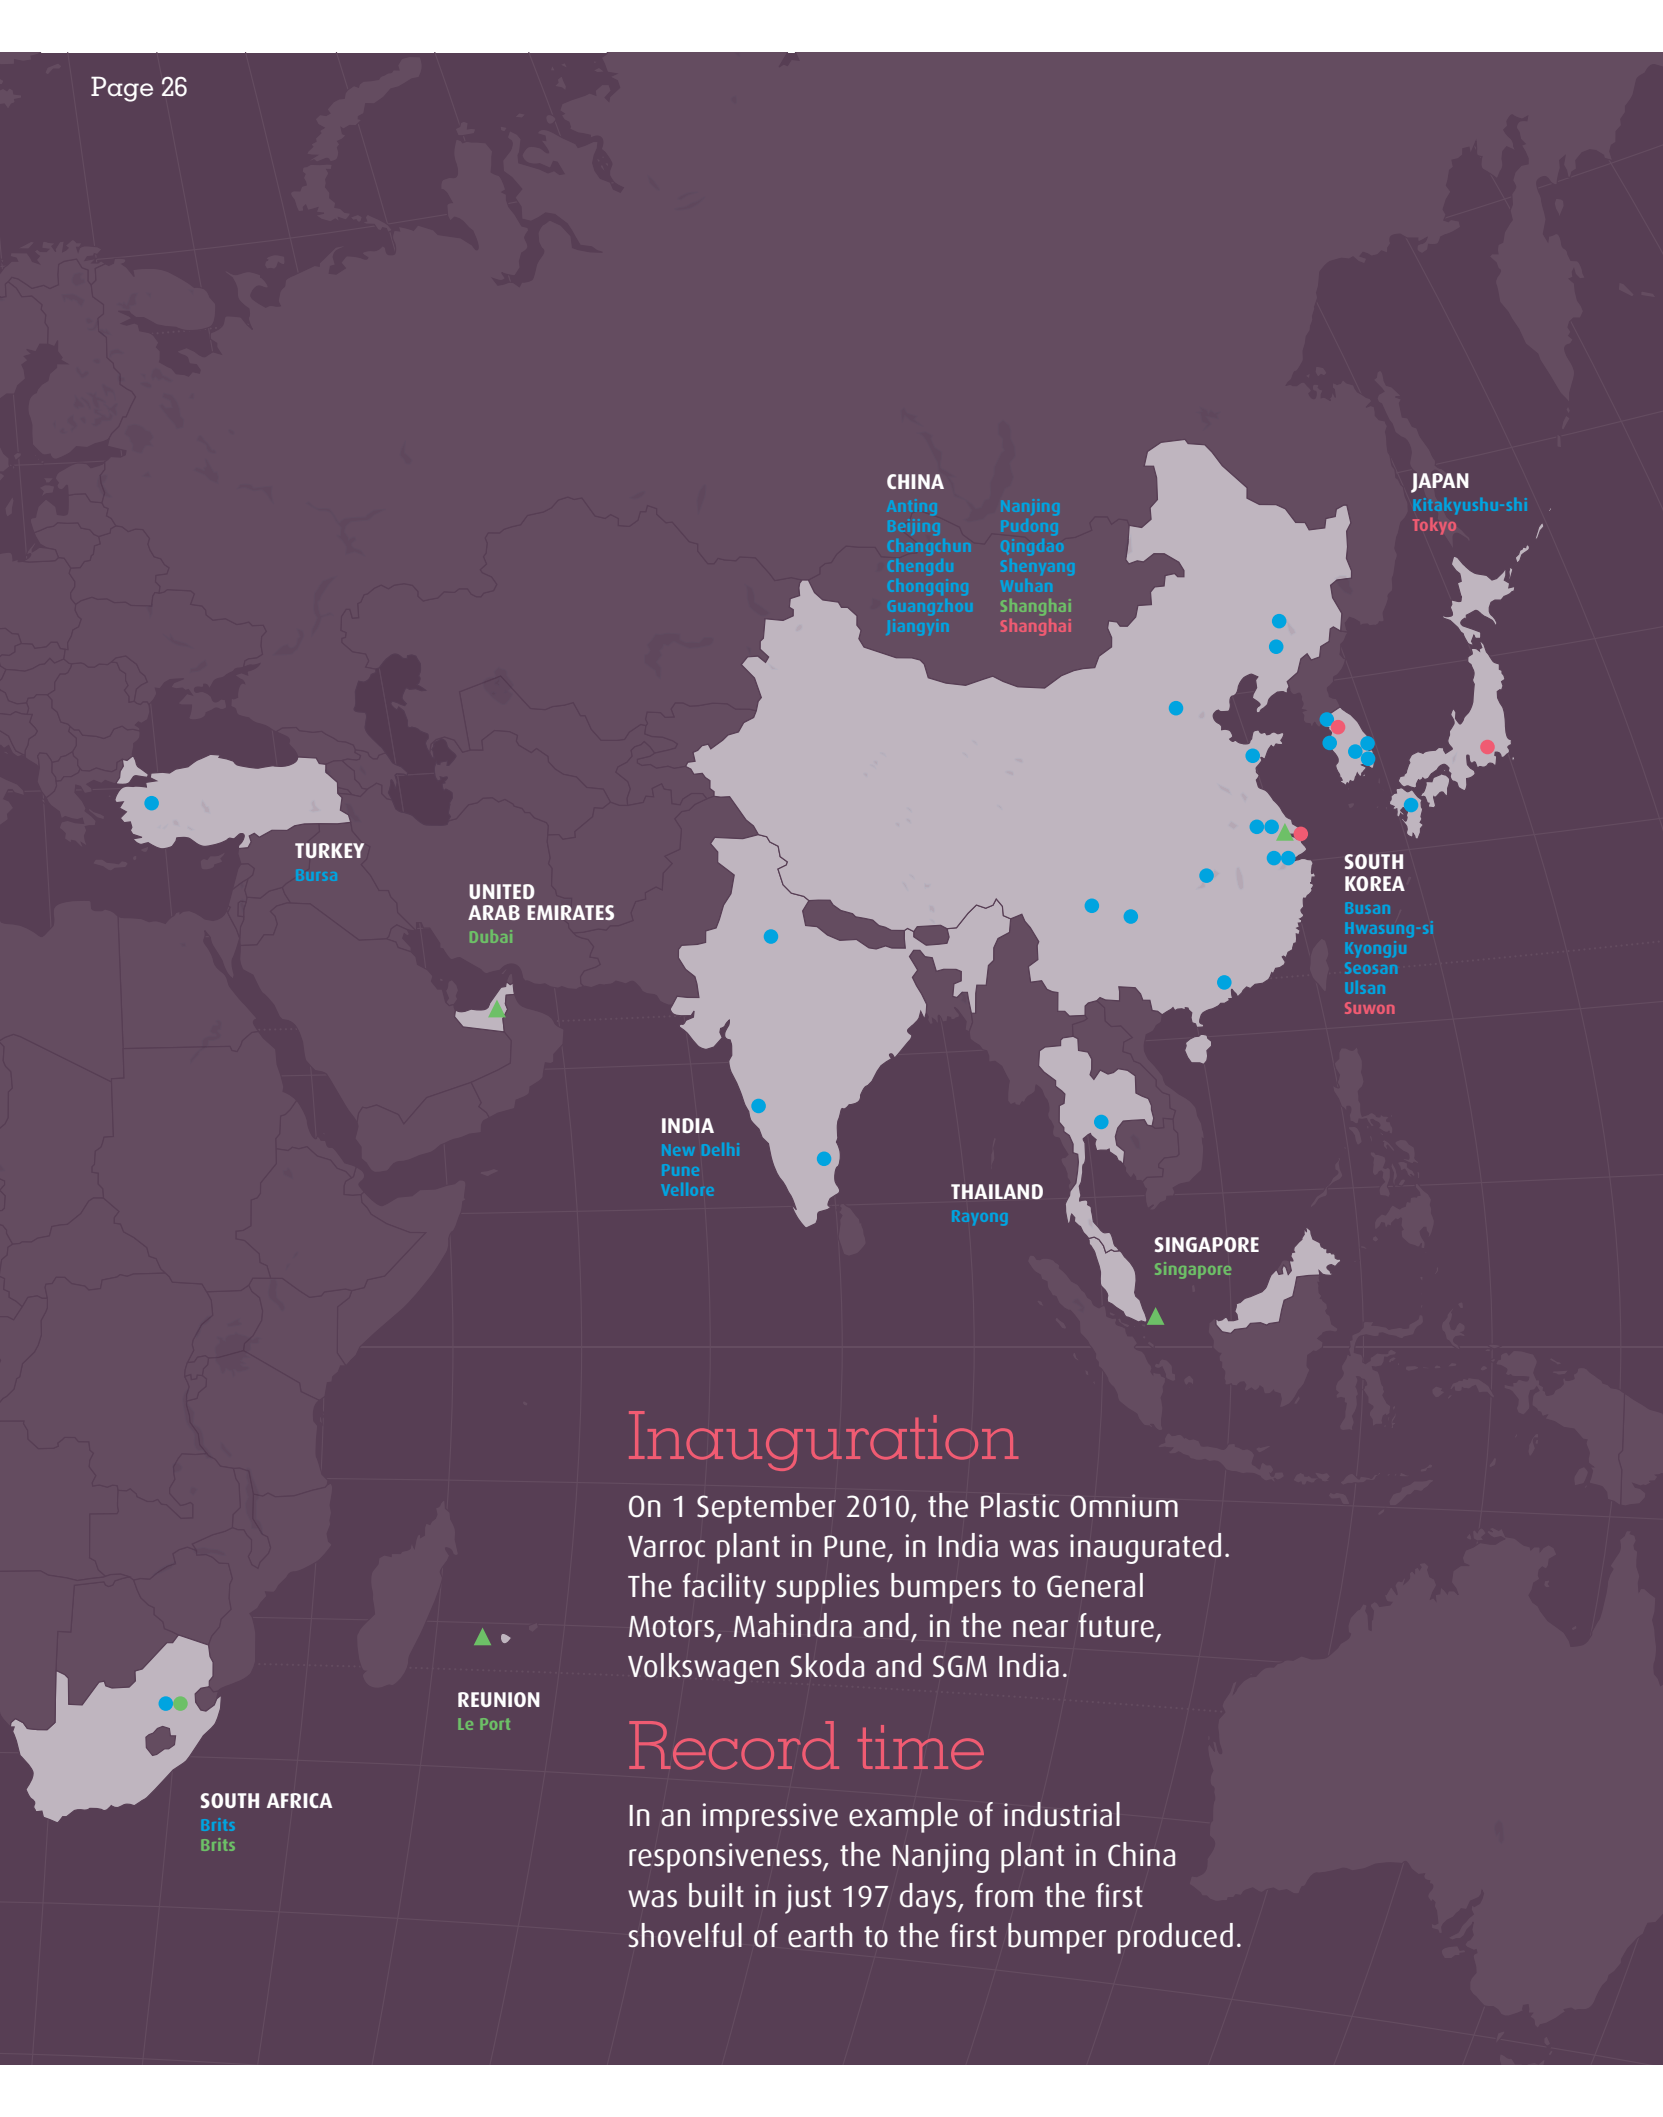 Page 26
CHINA
Anting
Beijing
Changchun
Chengdu
Chongqing
Guangzhou
Jiangyin
Nanjing
Pudong
Qingdao
Shenyang
Wuhan
Shanghai
Shanghai
JAPAN
Kitakyushu-shi
Tokyo
TURKEY
Bursa
UNITED
ARAB EMIRATES
Dubai
SOUTH
KOREA
Busan
Hwasung-si
Kyongju
Seosan
Ulsan
Suwon
INDIA
New Delhi
Pune
Vellore
THAILAND
Rayong
SINGAPORE
Singapore
REUNION
Le Port
SOUTH AFRICA
Brits
Brits
Inauguration
On 1 September 2010, the Plastic Omnium
Varroc plant in Pune, in India was inaugurated.
The facility supplies bumpers to General
Motors, Mahindra and, in the near future,
Volkswagen Skoda and SGM India.
Record time
In an impressive example of industrial
responsiveness, the Nanjing plant in China
was built in just 197 days, from the first
shovelful of earth to the first bumper produced.